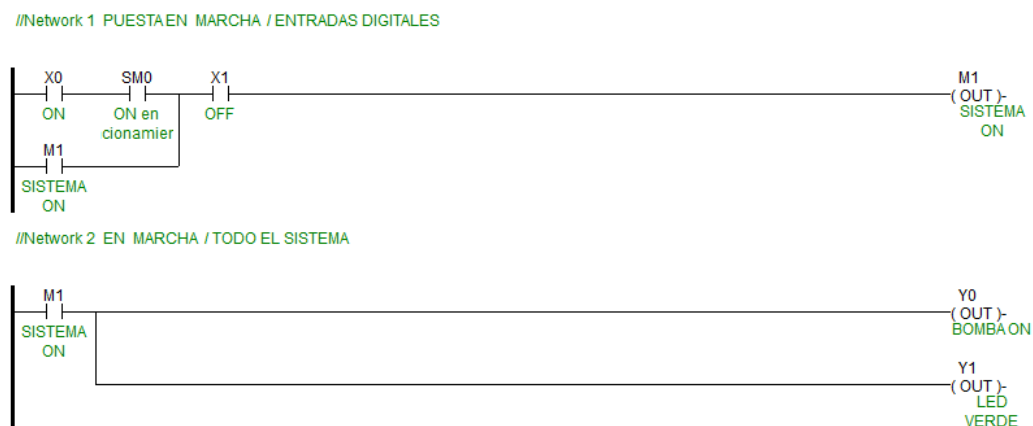 //Network 1 PUESTA EN MARCHA / ENTRADAS DIGITALES
X0 SM0 X1 M1
( OUT )-
ON ON en OFF SISTEMA
cionamier ON
M1
SISTEMA
ON
//Network 2 EN MARCHA / TODO EL SISTEMA
M1 Y0
( OUT )-
SISTEMA BOMBA ON
ON
Y1
( OUT )-
LED
VERDE